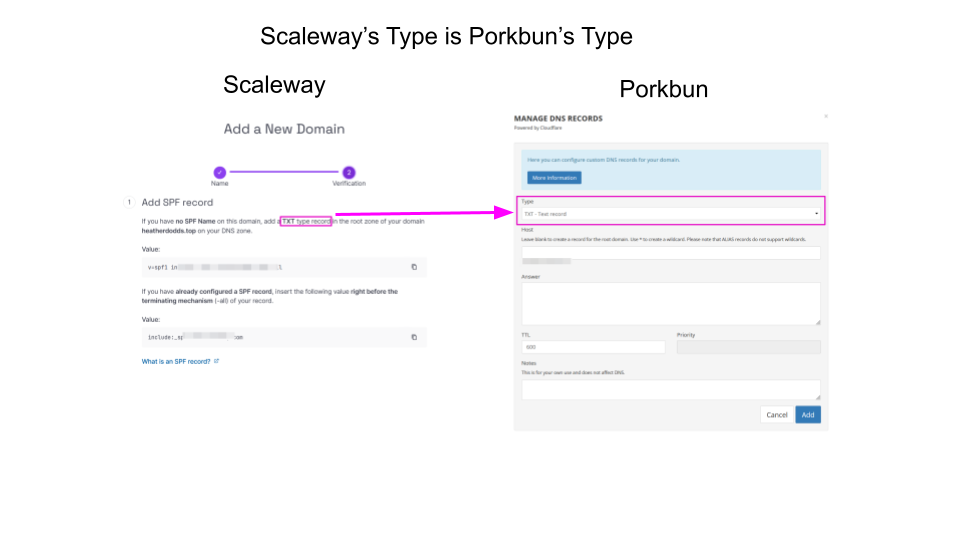 Scaleway’s Type is Porkbun’s Type
Scaleway
Add a New Domain
2
Name
Verification
1
Add SPF record
If you have no SPF Name on this domain, add a TXT type record in the root zone of your domain
heatherdodds.top on your DNS zone.
Value:
v=spf1 in
If you have already configured a SPF record, insert the following value right before the
terminating mechanism (-all) of your record.
Value:
include:_sp
om
What is an SPF record?
Porkbun
MANAGE DNS RECORDS
Powered by Cloudflare
×
Here you can configure custom DNS records for your domain.
More Information
Type
TXT - Text record
Host
Leave blank to create a record for the root domain. Use * to create a wildcard. Please note that ALIAS records do not support wildcards.
Answer
TTL
Priority
600
Notes
This is for your own use and does not affect DNS.
Cancel
Add